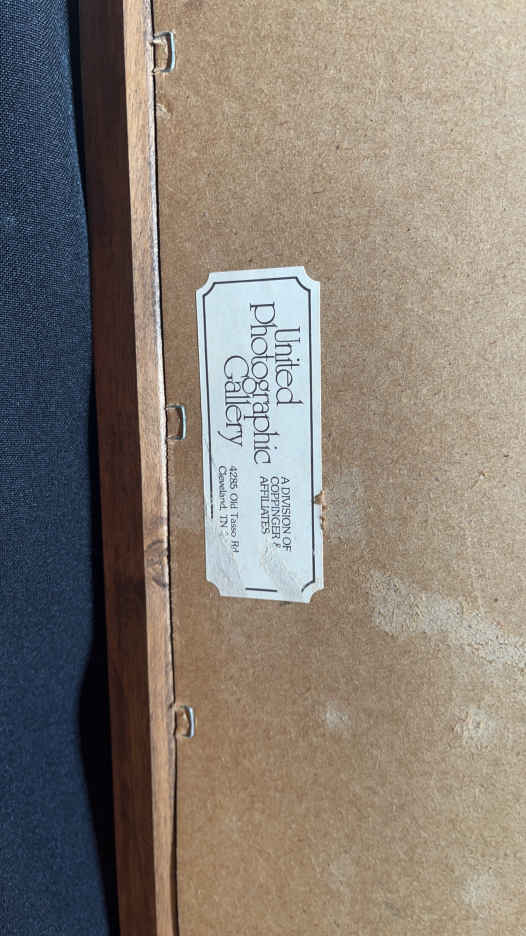 United
Photographic
Gallery
A DIVISION OF
COPPINGER &
AFFILIATES
4285 Old Tasso Rd
Cleveland, TN